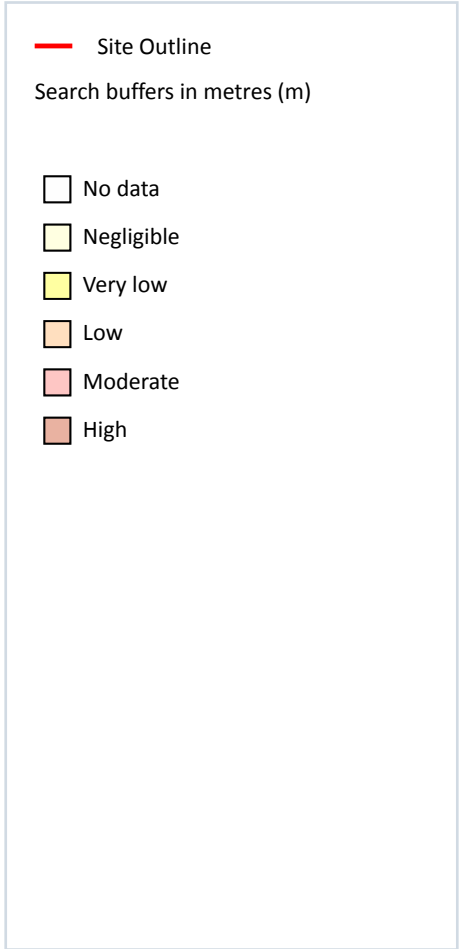 Site Outline
Search buffers in metres (m)
No data
Negligible
Very low
Low
Moderate
High